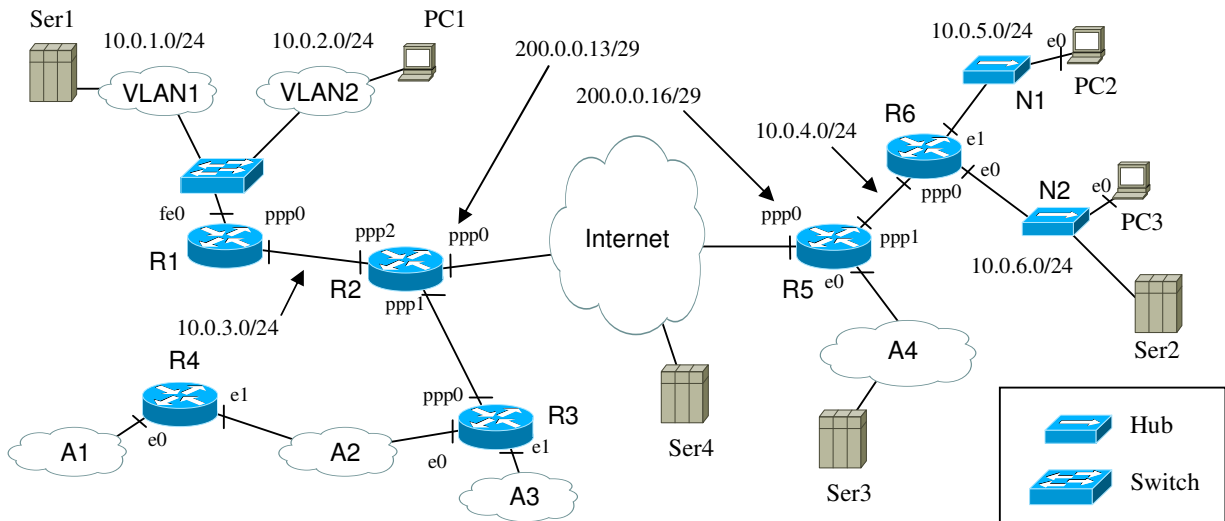 Ser1
10.0.1.0/24
10.0.2.0/24
PC1
200.0.0.13/29
200.0.0.16/29
10.0.5.0/24
e0
PC2
N1
VLAN1
VLAN2
R6
10.0.4.0/24
e1
e0
ppp0
N2
e0
PC3
fe0
ppp0
R1
ppp2
ppp0
R2
ppp1
Internet
ppp0
ppp1
R5
e0
10.0.6.0/24
Ser2
10.0.3.0/24
R4
e1
e0
A1
A2
ppp0
R3
e0
e1
A3
Ser4
A4
Ser3
Hub
Switch